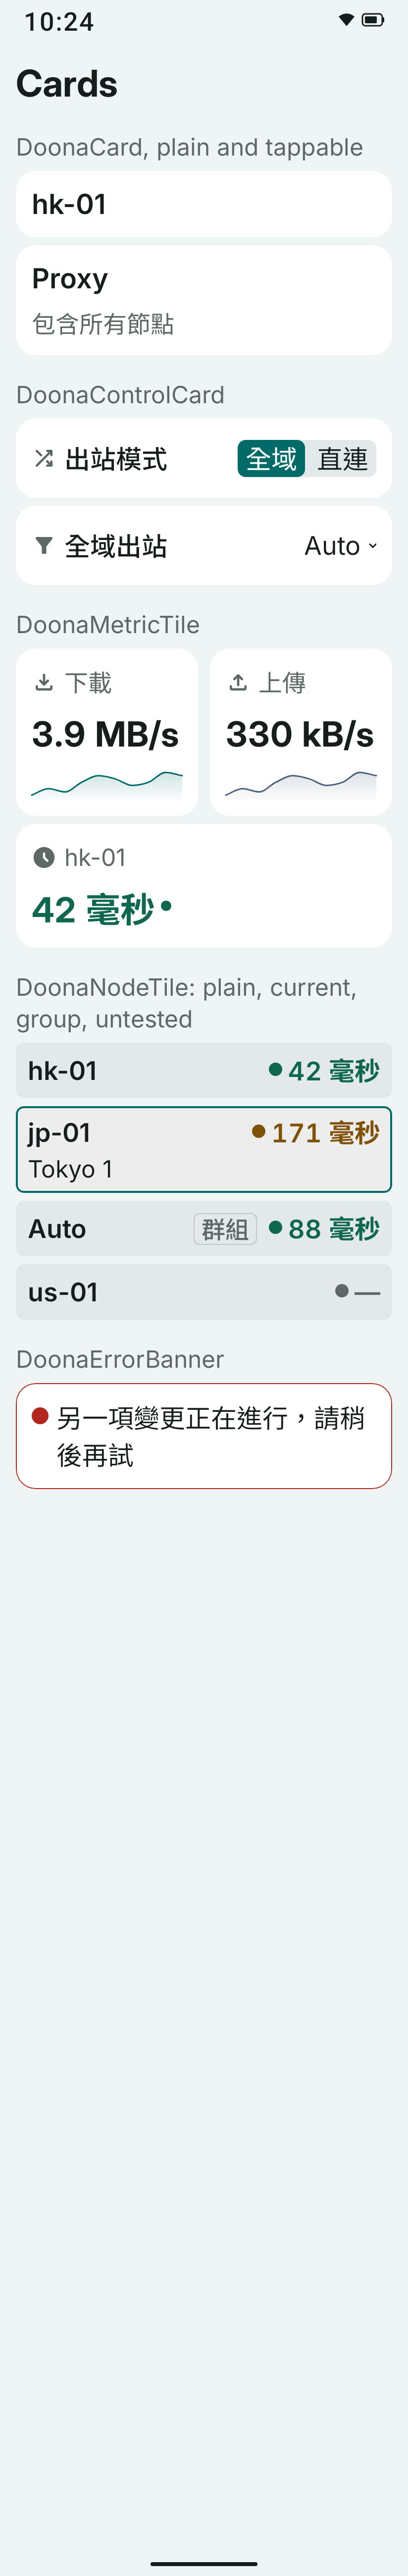 10:24
Cards
DoonaCard, plain and tappable
hk-01
Proxy
包含所有節點
DoonaControlCard
出站模式 全域 直連
全域出站 Auto
DoonaMetricTile
下載 上傳
3.9 MB/s 330 kB/s
hk-01
42 毫秒
DoonaNodeTile: plain, current,
group, untested
hk-01 42 毫秒
jp-01 171 毫秒
Tokyo 1
Auto 群組 88 毫秒
us-01 —
DoonaErrorBanner
另一項變更正在進行，請稍
後再試